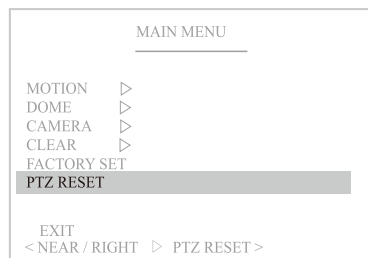 MAIN MENU
MOTION ▷
DOME ▷
CAMERA ▷
CLEAR ▷
FACTORY SET
PTZ RESET
EXIT
< NEAR / RIGHT ▷ PTZ RESET >